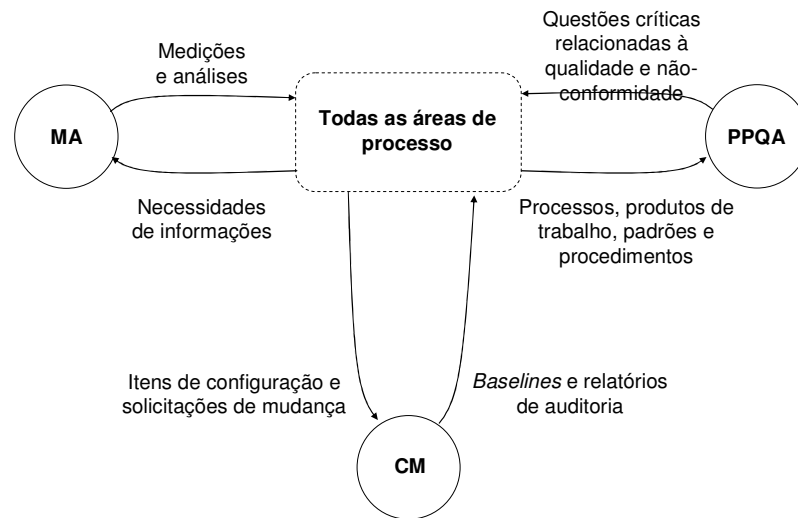 Medições
e análises
Questões críticas
relacionadas à
qualidade e não-
conformidade
MA
Todas as áreas de
processo
PPQA
Necessidades
de informações
Processos, produtos de
trabalho, padrões e
procedimentos
Itens de configuração e
solicitações de mudança
Baselines e relatórios
de auditoria
CM